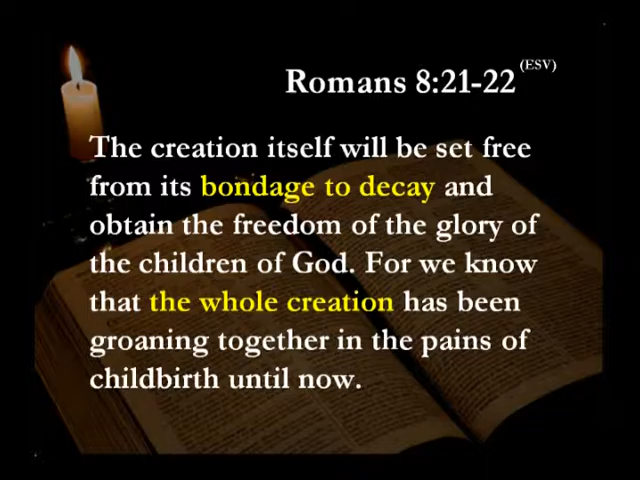 Romans 8:21-22 (ESV)
The creation itself will be set free
from its bondage to decay and
obtain the freedom of the glory of
the children of God. For we know
that the whole creation has been
groaning together in the pains of
childbirth until now.